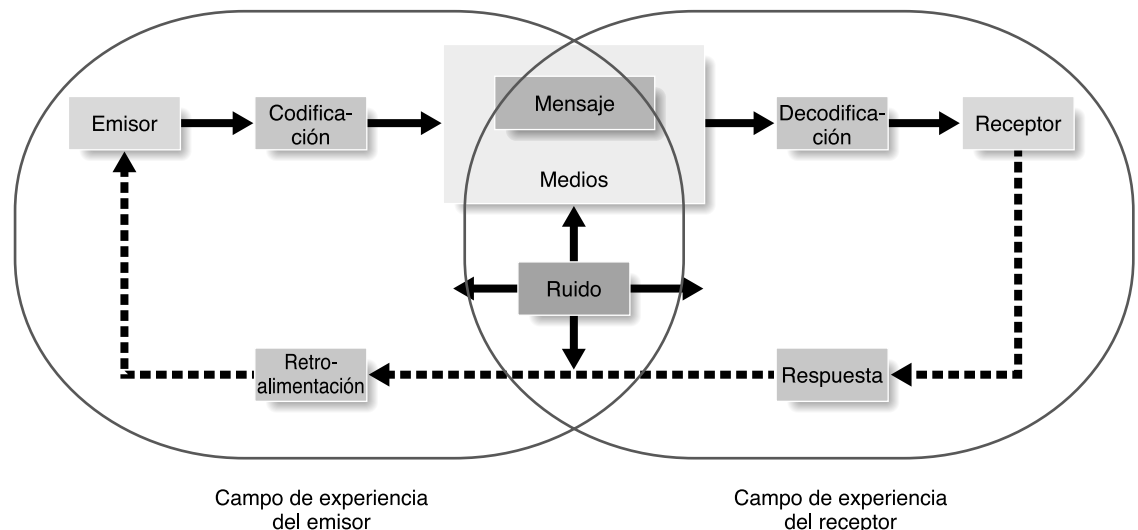 Emisor
Codifica-
ción
Mensaje
Medios
Decodifica-
ción
Receptor
Ruido
Retro-
alimentación
Respuesta
Campo de experiencia
del emisor
Campo de experiencia
del receptor